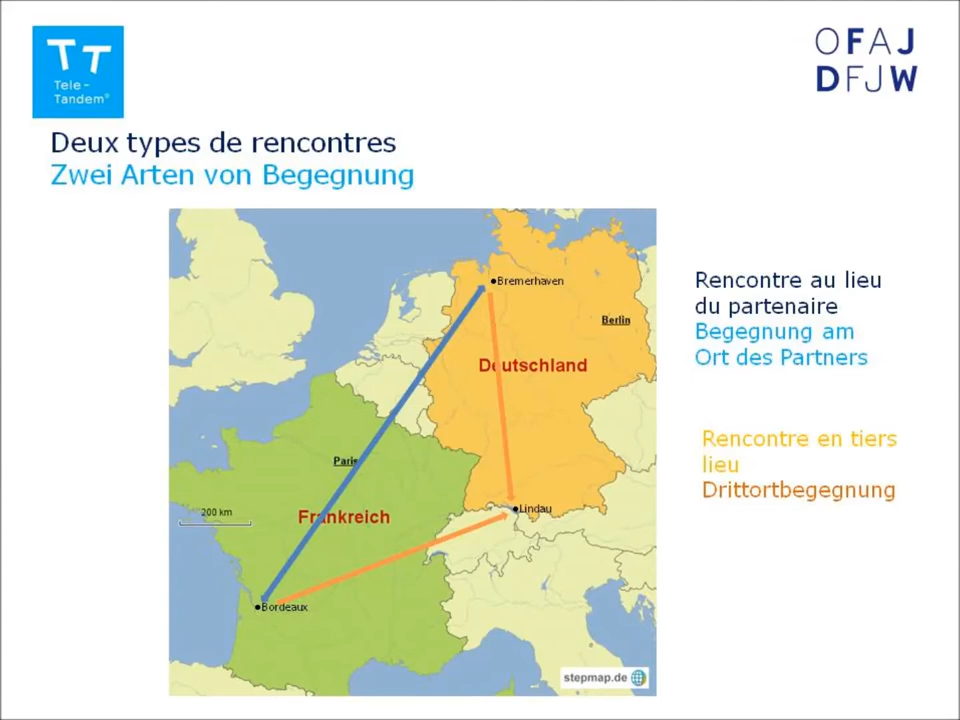 TT
Tele-
Tandem®
OFAJ
DFJW
Deux types de rencontres
Zwei Arten von Begegnung
Bremerhaven
Berlin
Deutschland
Paris
200 km
Frankreich
Lindau
Bordeaux
stepmap.de
Rencontre au lieu
du partenaire
Begegnung am
Ort des Partners
Rencontre en tiers
lieu
Drittortbegegnung